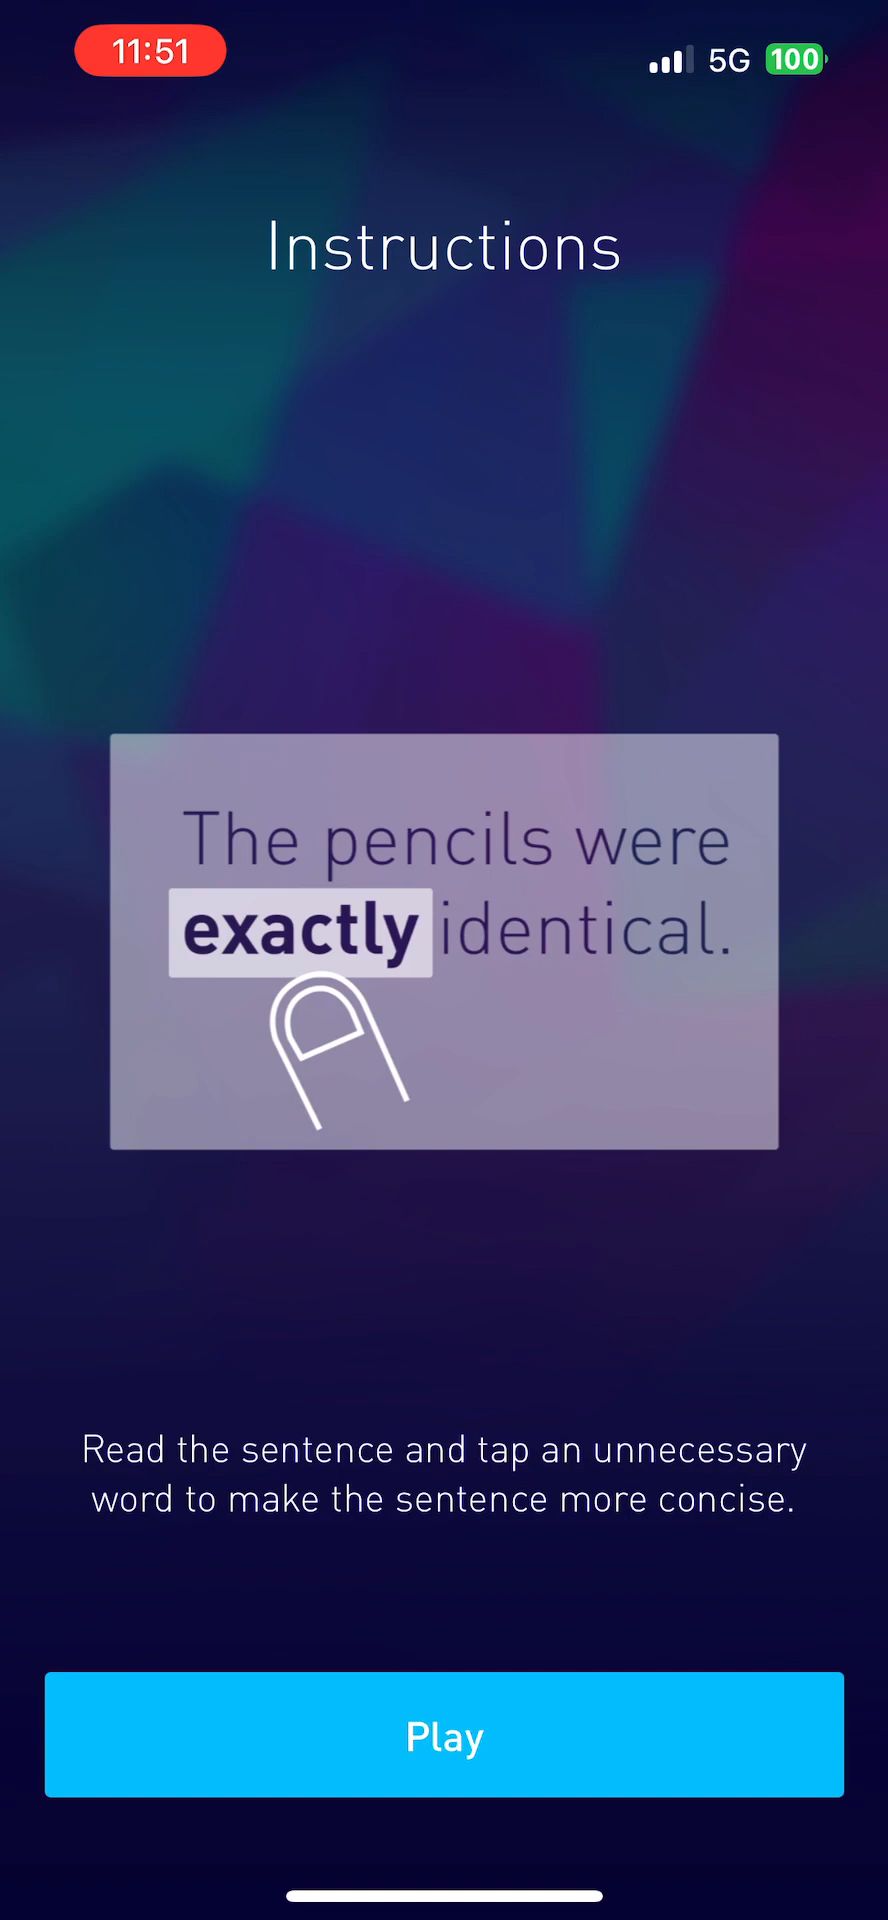 11:51 5G 100
Instructions
The pencils were
exactly identical.
Read the sentence and tap an unnecessary
word to make the sentence more concise.
Play